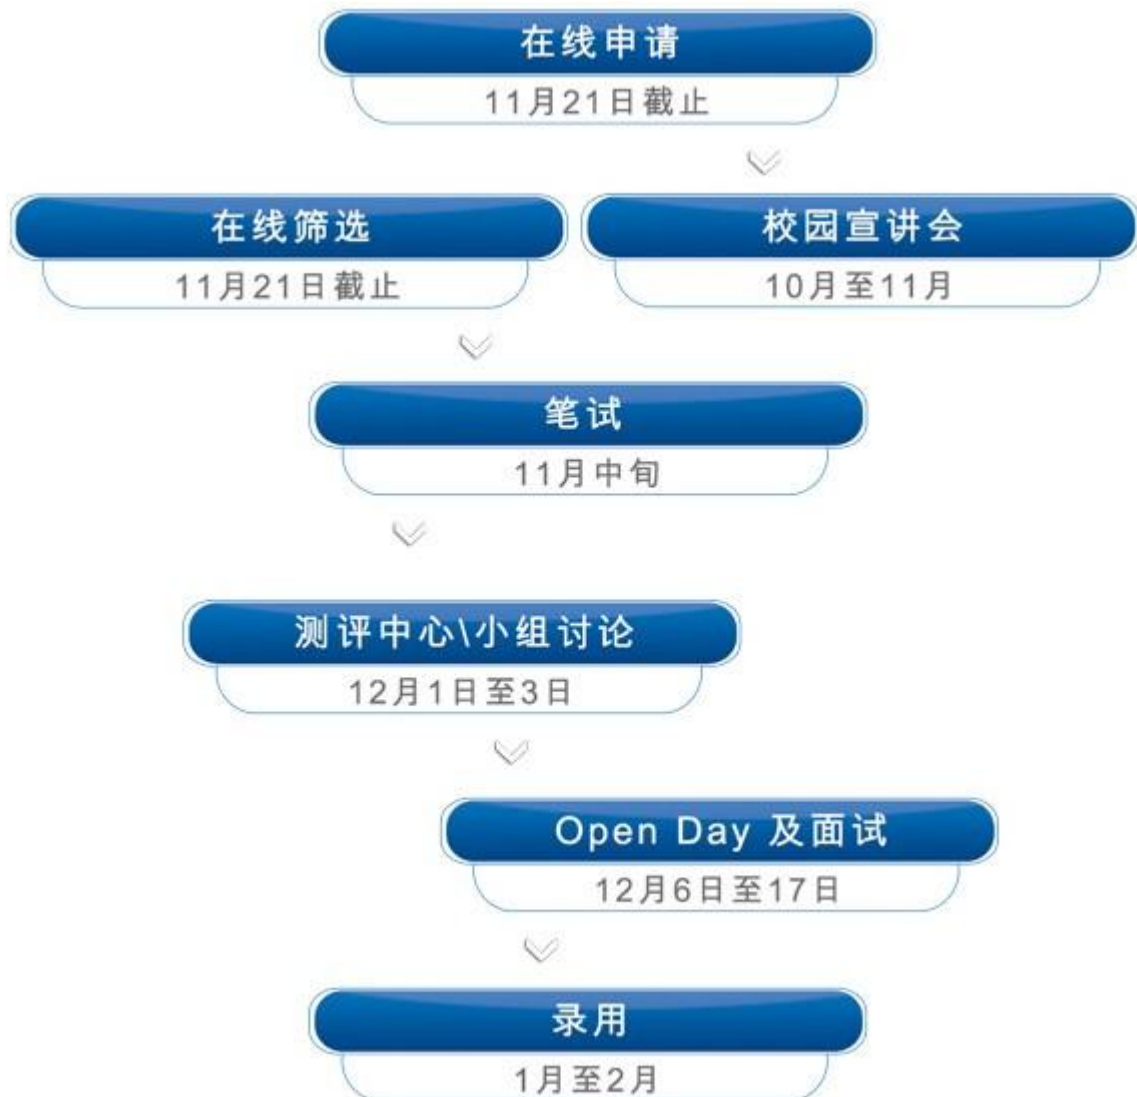 在线申请
11月21日截止
在线筛选
11月21日截止
校园宣讲会
10月至11月
笔试
11月中旬
测评中心\小组讨论
12月1日至3日
Open Day 及面试
12月6日至17日
录用
1月至2月